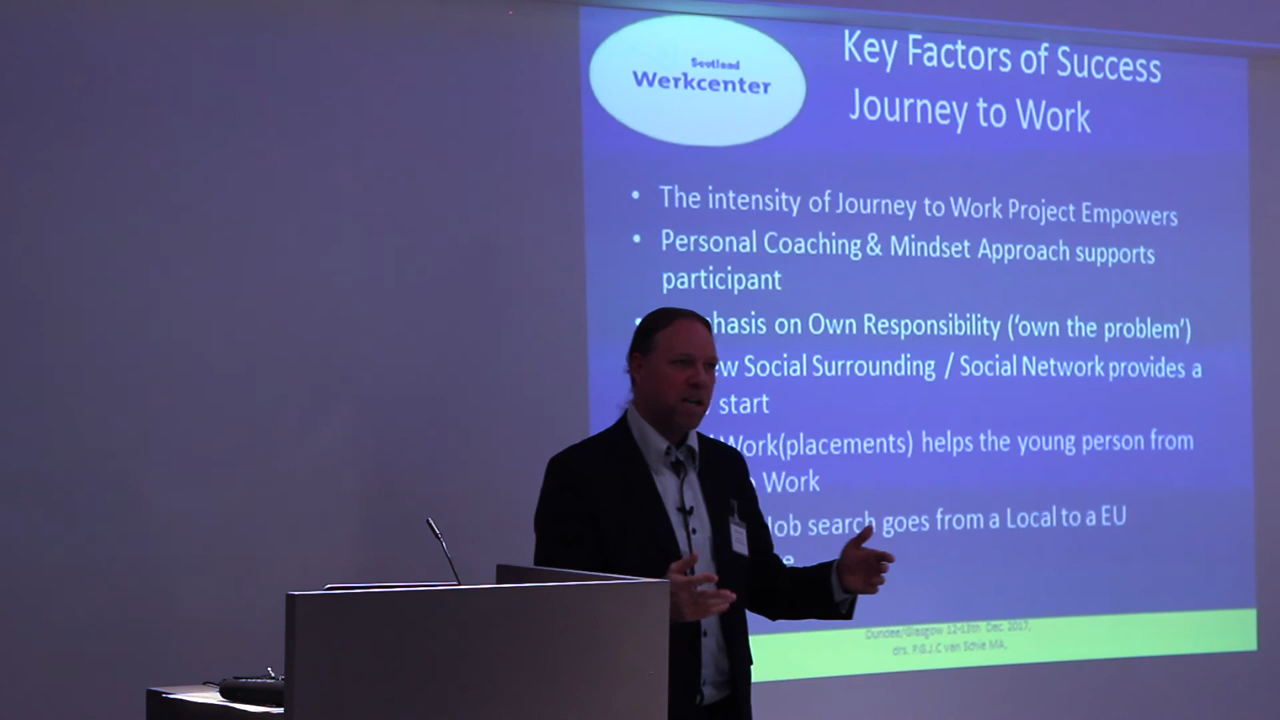 Scotland
Werkcenter
Key Factors of Success
Journey to Work
• The intensity of Journey to Work Project Empowers
• Personal Coaching & Mindset Approach supports
participant
• hasis on Own Responsibility (‘own the problem’)
ew Social Surrounding / Social Network provides a
start
Work(placements) helps the young person from
Work
Job search goes from a Local to a EU
e
Dundee/Glasgow 12-13th. Dec. 2017,
drs. P.G.J.C van Schie MA,